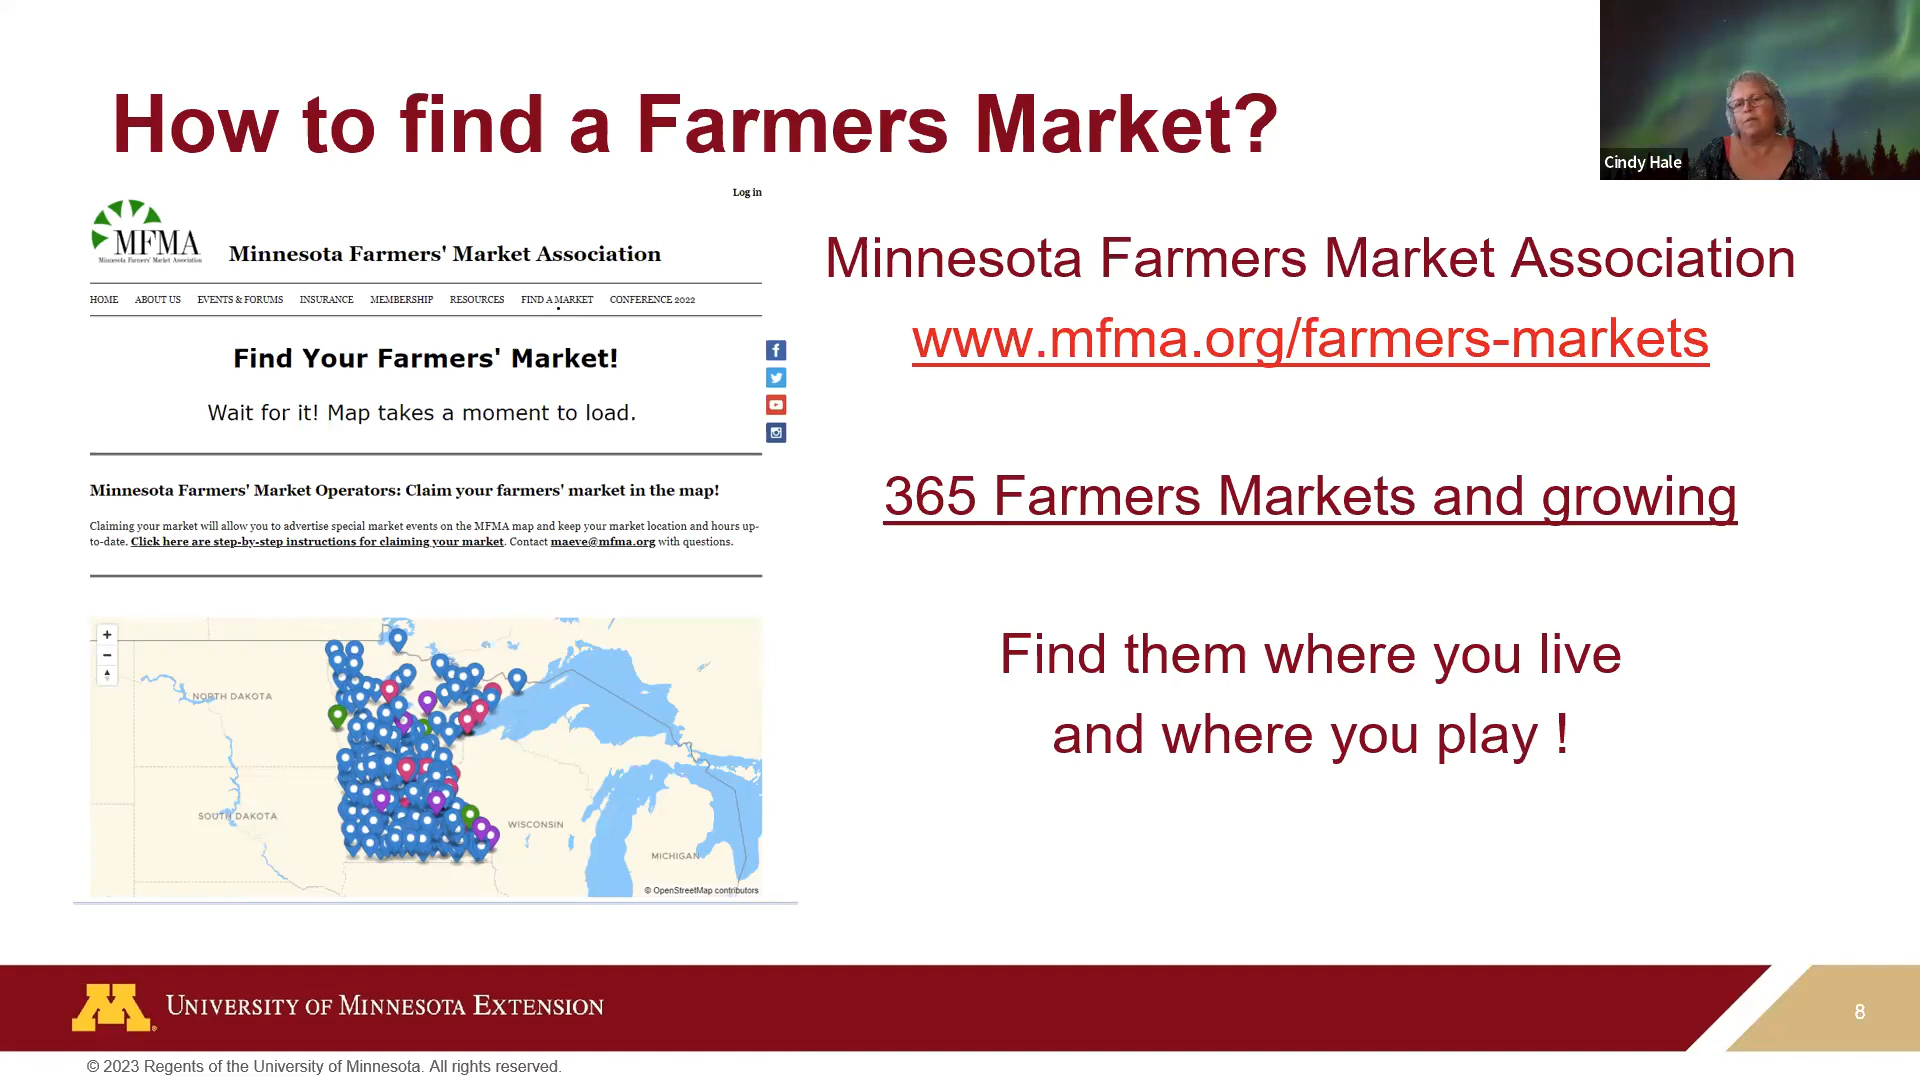 How to find a Farmers Market?
Cindy Hale
Log in
MFMA
Minnesota Farmers' Market Association
Minnesota Farmers' Market Association
HOME ABOUT US EVENTS & FORUMS INSURANCE MEMBERSHIP RESOURCES FIND A MARKET CONFERENCE 2022
Find Your Farmers' Market!
Wait for it! Map takes a moment to load.
Minnesota Farmers' Market Operators: Claim your farmers' market in the map!
Claiming your market will allow you to advertise special market events on the MFMA map and keep your market location and hours up-
to-date. Click here are step-by-step instructions for claiming your market. Contact maeve@mfma.org with questions.
NORTH DAKOTA
SOUTH DAKOTA
WISCONSIN
MICHIGAN
© OpenStreetMap contributors
Minnesota Farmers Market Association
www.mfma.org/farmers-markets
365 Farmers Markets and growing
Find them where you live
and where you play !
UNIVERSITY OF MINNESOTA EXTENSION
8
© 2023 Regents of the University of Minnesota. All rights reserved.